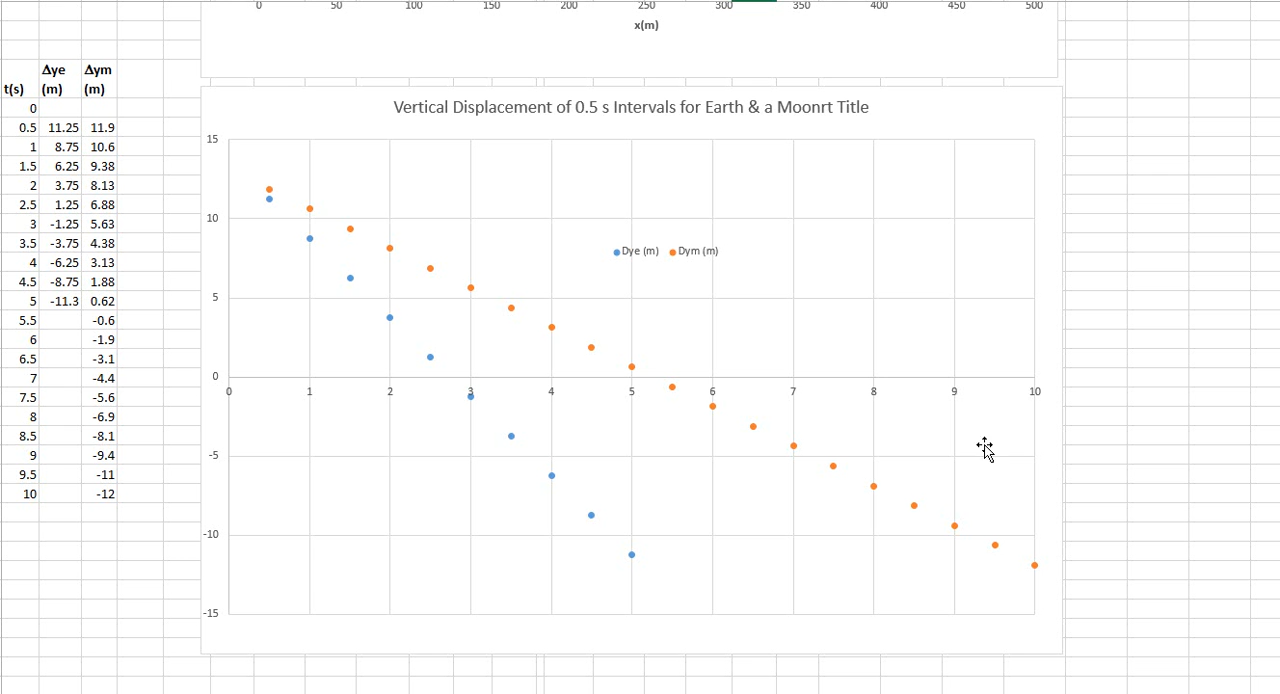 0 50 100 150 200 250 300 350 400 450 500
x(m)
Δye Δym
t(s) (m) (m)
0
0.5 11.25 11.9
1 8.75 10.6
1.5 6.25 9.38
2 3.75 8.13
2.5 1.25 6.88
3 -1.25 5.63
3.5 -3.75 4.38
4 -6.25 3.13
4.5 -8.75 1.88
5 -11.3 0.62
5.5 -0.6
6 -1.9
6.5 -3.1
7 -4.4
7.5 -5.6
8 -6.9
8.5 -8.1
9 -9.4
9.5 -11
10 -12
Vertical Displacement of 0.5 s Intervals for Earth & a Moonrt Title
15
10
Dye (m) Dym (m)
5
0
0 1 2 3 4 5 6 7 8 9 10
-5
-10
-15